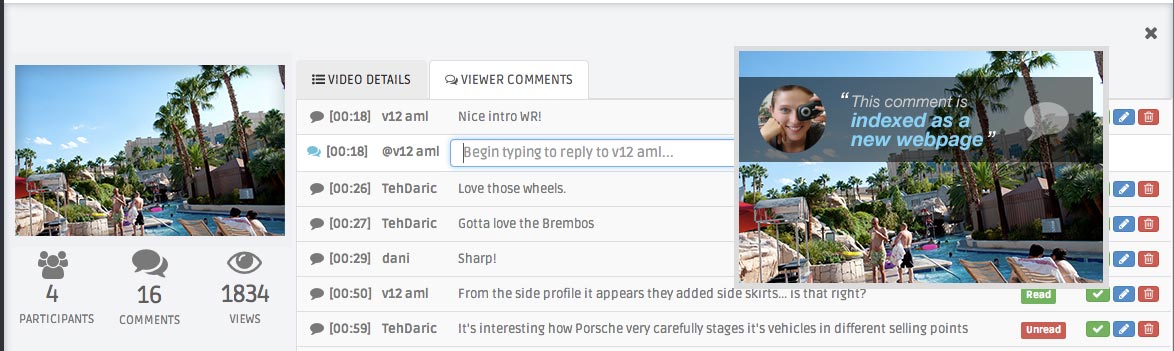 VIDEO DETAILS
VIEWER COMMENTS
[00:18] v12 aml Nice intro WR!
[00:18] @v12 aml Begin typing to reply to v12 aml...
[00:26] TehDaric Love those wheels.
[00:27] TehDaric Gotta love the Brembos
[00:29] dani Sharp!
[00:50] v12 aml From the side profile it appears they added side skirts... is that right? Read
[00:59] TehDaric It's interesting how Porsche very carefully stages it's vehicles in different selling points Unread
4
PARTICIPANTS
16
COMMENTS
1834
VIEWS
“This comment is
indexed as a
new webpage”